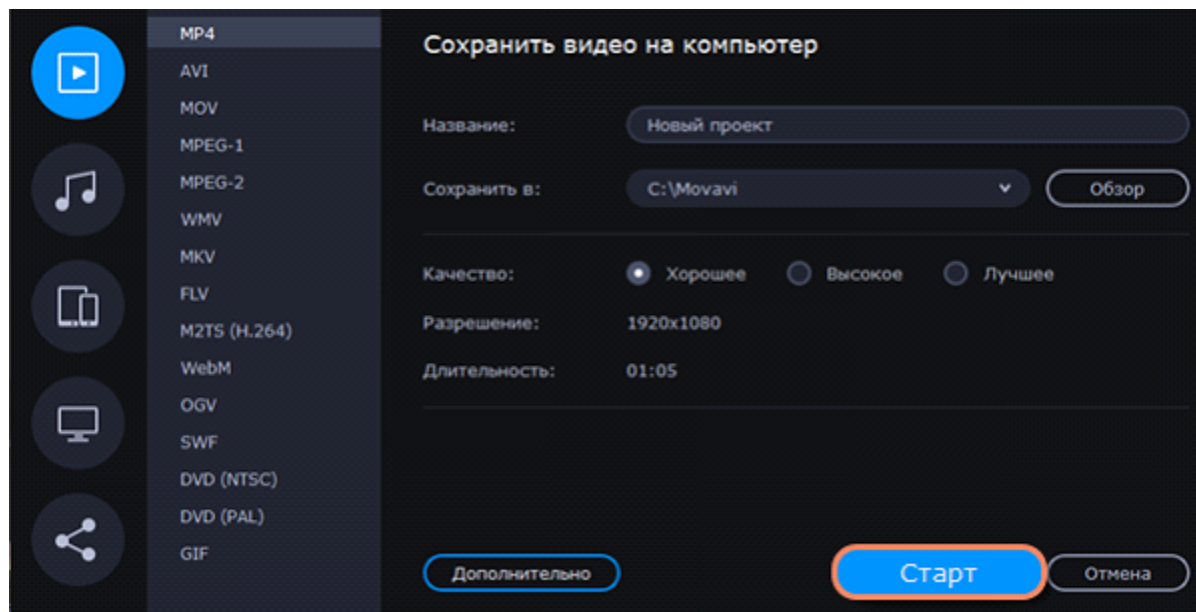 MP4
AVI
MOV
MPEG-1
MPEG-2
WMV
MKV
FLV
M2TS (H.264)
WebM
OGV
SWF
DVD (NTSC)
DVD (PAL)
GIF
Сохранить видео на компьютер
Название: Новый проект
Сохранить в: C:\Movavi Обзор
Качество: Хорошее Высокое Лучшее
Разрешение: 1920x1080
Длительность: 01:05
Дополнительно Старт Отмена